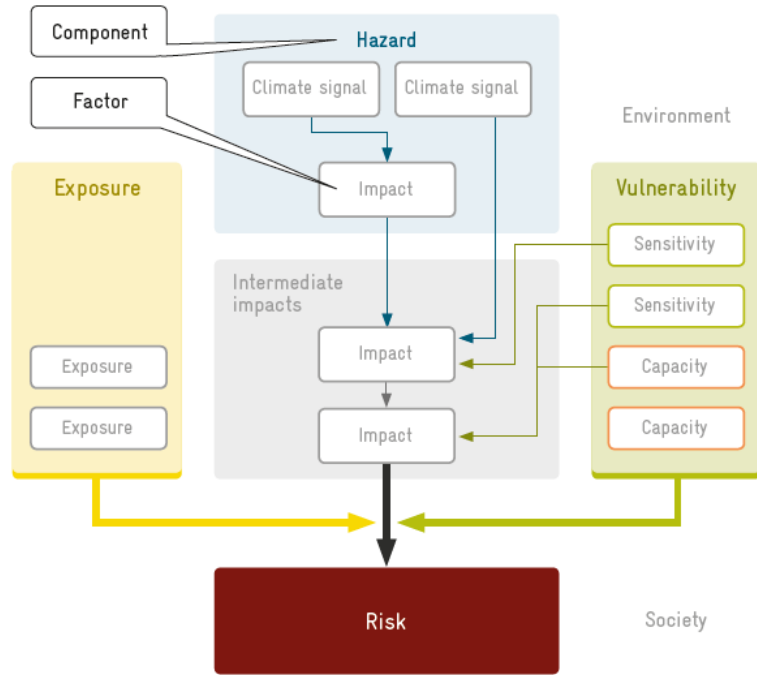 Component
Hazard
Climate signal
Climate signal
Factor
Environment
Impact
Exposure
Vulnerability
Sensitivity
Intermediate
impacts
Sensitivity
Impact
Exposure
Capacity
Exposure
Impact
Capacity
Risk
Society